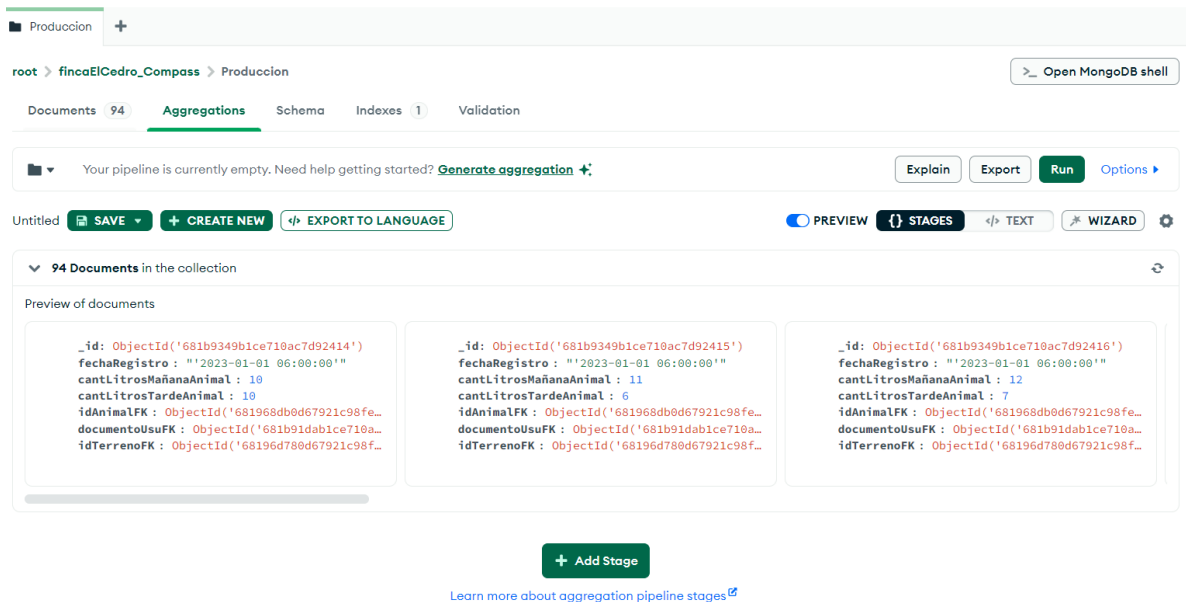 Produccion +
root > fincaElCedro_Compass > Produccion >_ Open MongoDB shell
Documents 94 Aggregations Schema Indexes 1 Validation
Your pipeline is currently empty. Need help getting started? Generate aggregation Explain Export Run Options
Untitled SAVE + CREATE NEW </> EXPORT TO LANGUAGE PREVIEW {} STAGES </> TEXT WIZARD
94 Documents in the collection
Preview of documents
_id: ObjectId('681b9349b1ce710ac7d92414')
fechaRegistro : "'2023-01-01 06:00:00'"
cantLitrosMañanaAnimal : 10
cantLitrosTardeAnimal : 10
idAnimalFK : ObjectId('681968db0d67921c98fe…
documentoUsuFK : ObjectId('681b91dab1ce710a…
idTerrenoFK : ObjectId('68196d780d67921c98f…
_id: ObjectId('681b9349b1ce710ac7d92415')
fechaRegistro : "'2023-01-01 06:00:00'"
cantLitrosMañanaAnimal : 11
cantLitrosTardeAnimal : 6
idAnimalFK : ObjectId('681968db0d67921c98fe…
documentoUsuFK : ObjectId('681b91dab1ce710a…
idTerrenoFK : ObjectId('68196d780d67921c98f…
_id: ObjectId('681b9349b1ce710ac7d92416')
fechaRegistro : "'2023-01-01 06:00:00'"
cantLitrosMañanaAnimal : 12
cantLitrosTardeAnimal : 7
idAnimalFK : ObjectId('681968db0d67921c98fe…
documentoUsuFK : ObjectId('681b91dab1ce710a…
idTerrenoFK : ObjectId('68196d780d67921c98f…
+ Add Stage
Learn more about aggregation pipeline stages